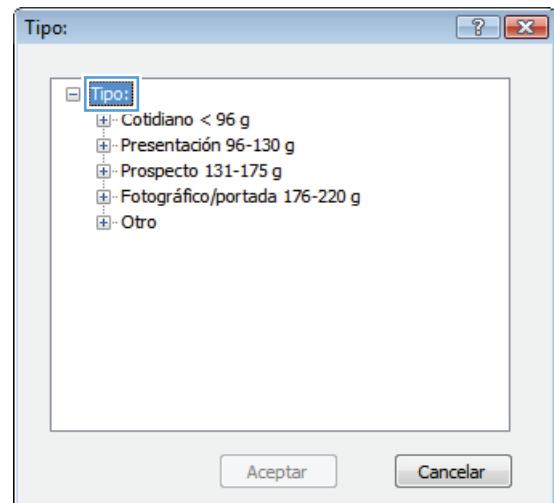 Tipo:
Tipo:
Cotidiano < 96 g
Presentación 96-130 g
Prospecto 131-175 g
Fotográfico/portada 176-220 g
Otro
Aceptar Cancelar